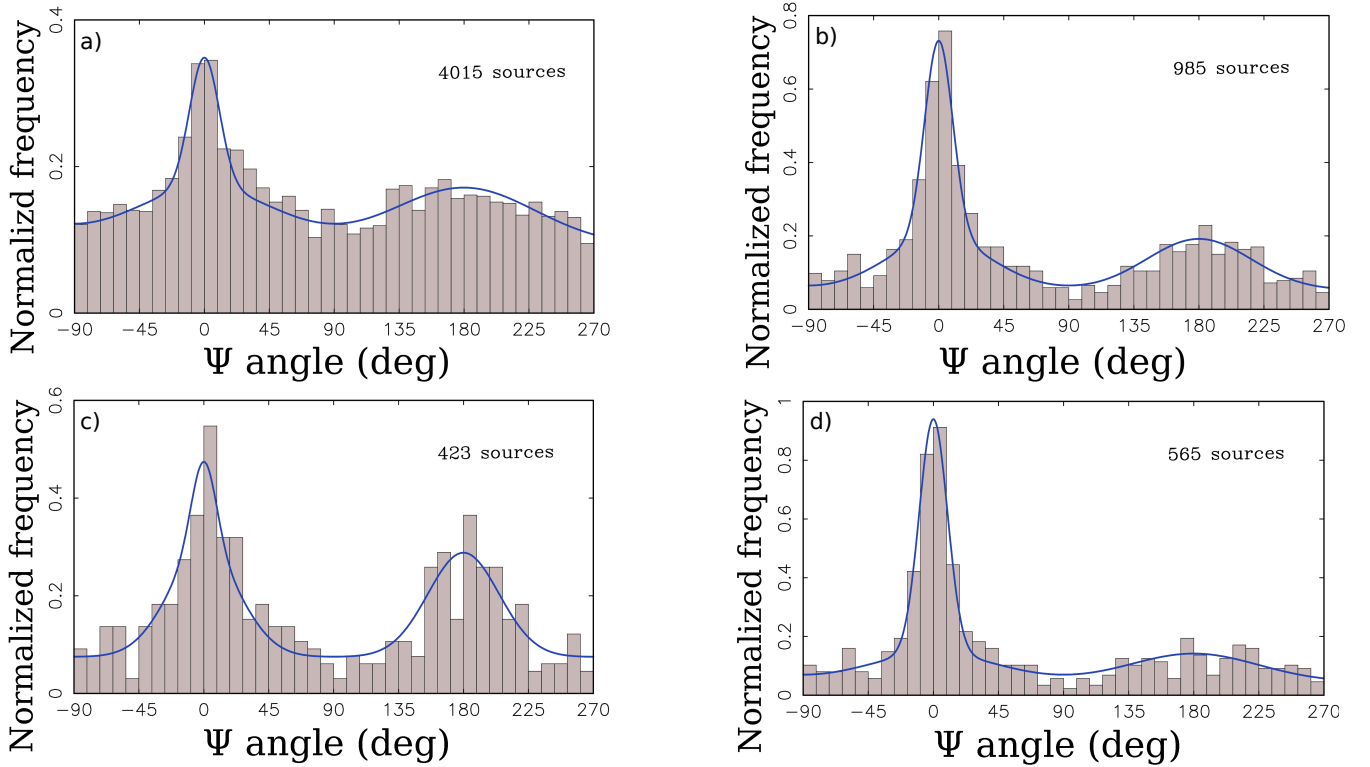 a)
4015 sources
Normalizd frequency
0 0.2 0.4
−90 −45 0 45 90 135 180 225 270
Ψ angle (deg)
b)
985 sources
Normalized frequency
0 0.2 0.4 0.6 0.8
−90 −45 0 45 90 135 180 225 270
Ψ angle (deg)
c)
423 sources
Normalized frequency
0 0.2 0.4 0.6
−90 −45 0 45 90 135 180 225 270
Ψ angle (deg)
d)
565 sources
Normalized frequency
0 0.2 0.4 0.6 0.8 1
−90 −45 0 45 90 135 180 225 270
Ψ angle (deg)